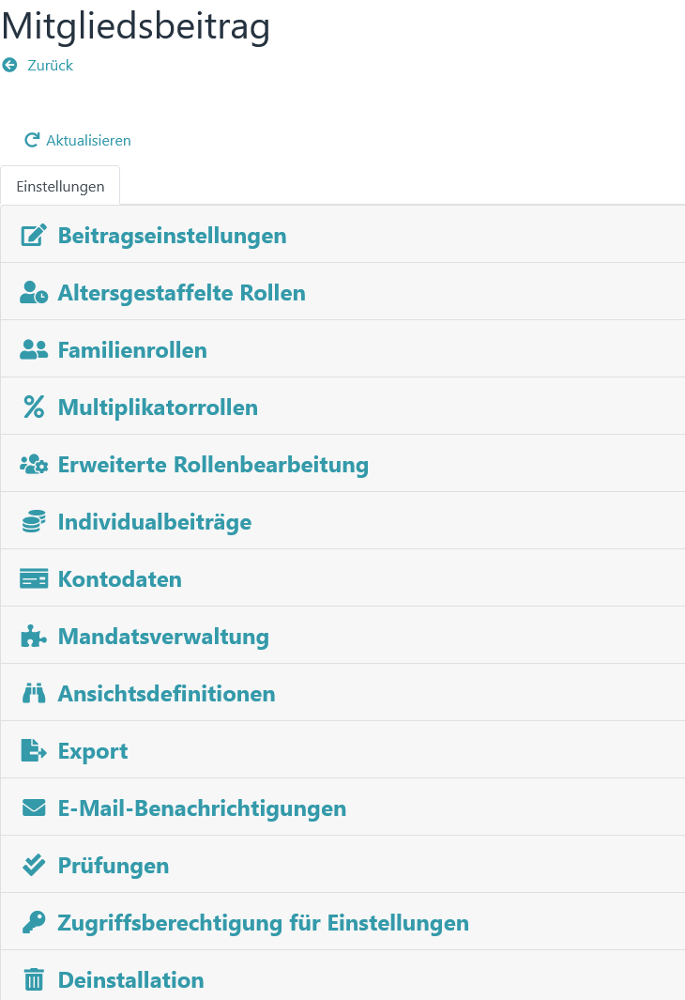 Mitgliedsbeitrag
Zurück
Aktualisieren
Einstellungen
Beitragseinstellungen
Altersgestaffelte Rollen
Familienrollen
Multiplikatorrollen
Erweiterte Rollenbearbeitung
Individualbeiträge
Kontodaten
Mandatsverwaltung
Ansichtsdefinitionen
Export
E-Mail-Benachrichtigungen
Prüfungen
Zugriffsberechtigung für Einstellungen
Deinstallation